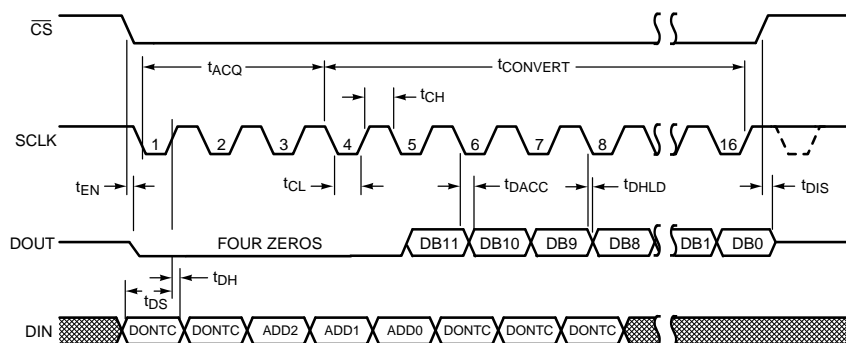 CS
tACQ
tCONVERT
tCH
SCLK
1 2 3 4 5 6 7 8 16
tEN
tCL
tDACC
tDHLD
tDIS
DOUT
FOUR ZEROS
DB11 DB10 DB9 DB8 DB1 DB0
tDH
tDS
DIN
DONTC DONTC ADD2 ADD1 ADD0 DONTC DONTC DONTC